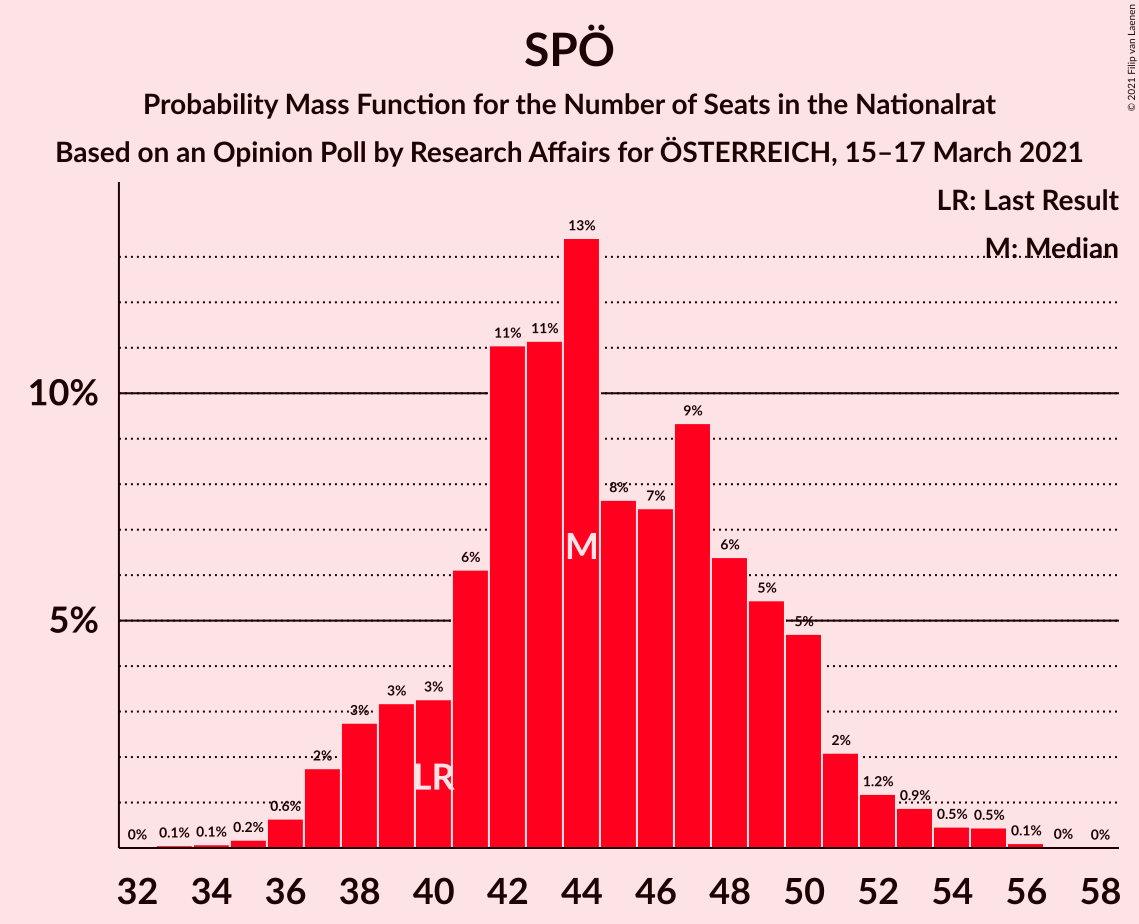 SPÖ
Probability Mass Function for the Number of Seats in the Nationalrat
Based on an Opinion Poll by Research Affairs for ÖSTERREICH, 15–17 March 2021
© 2021 Filip van Laenen
LR: Last Result
M: Median
13%
11% 11%
10%
9%
8% 7%
M
6% 6%
5%
5% 5%
3% 3% 3%
2% 2%
LR
1.2%
0.9%
0.6% 0.5% 0.5%
0% 0.1% 0.1% 0.2% 0.1% 0% 0%
32 34 36 38 40 42 44 46 48 50 52 54 56 58